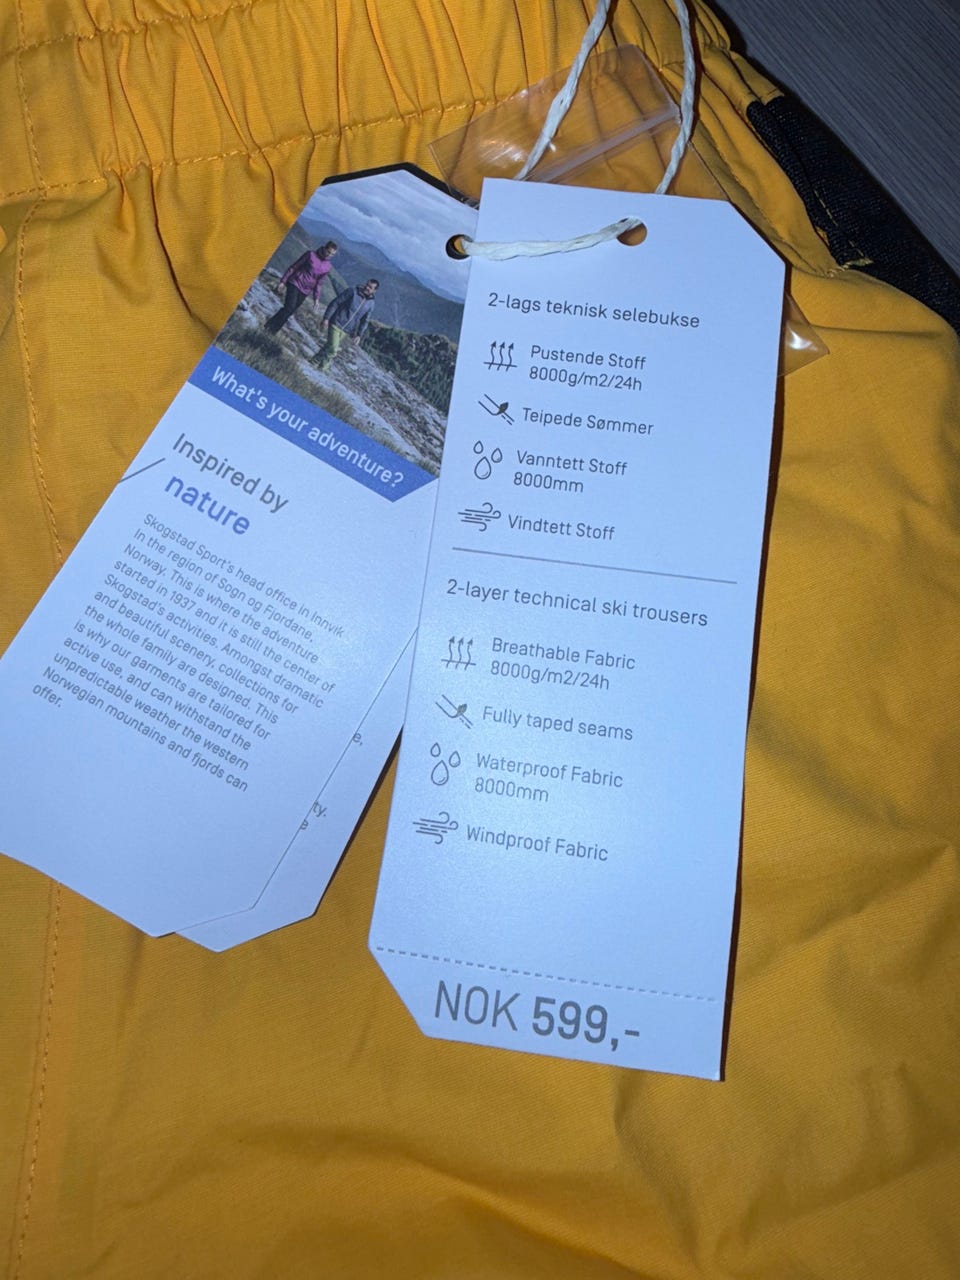 What's your adventure?
Inspired by
nature
Skogstad Sport's head office in Innvik
In the region of Sogn og Fjordane,
Norway. This is where the adventure
started in 1937 and it is still the center of
Skogstad's activities. Amongst dramatic
and beautiful scenery, collections for
the whole family are designed. This
is why our garments are tailored for
active use, and can withstand the
unpredictable weather the western
Norwegian mountains and fjords can
offer.
e,
ty.
e
2-lags teknisk selebukse
Pustende Stoff
8000g/m2/24h
Teipede Sømmer
Vanntett Stoff
8000mm
Vindtett Stoff
2-layer technical ski trousers
Breathable Fabric
8000g/m2/24h
Fully taped seams
Waterproof Fabric
8000mm
Windproof Fabric
NOK 599,-